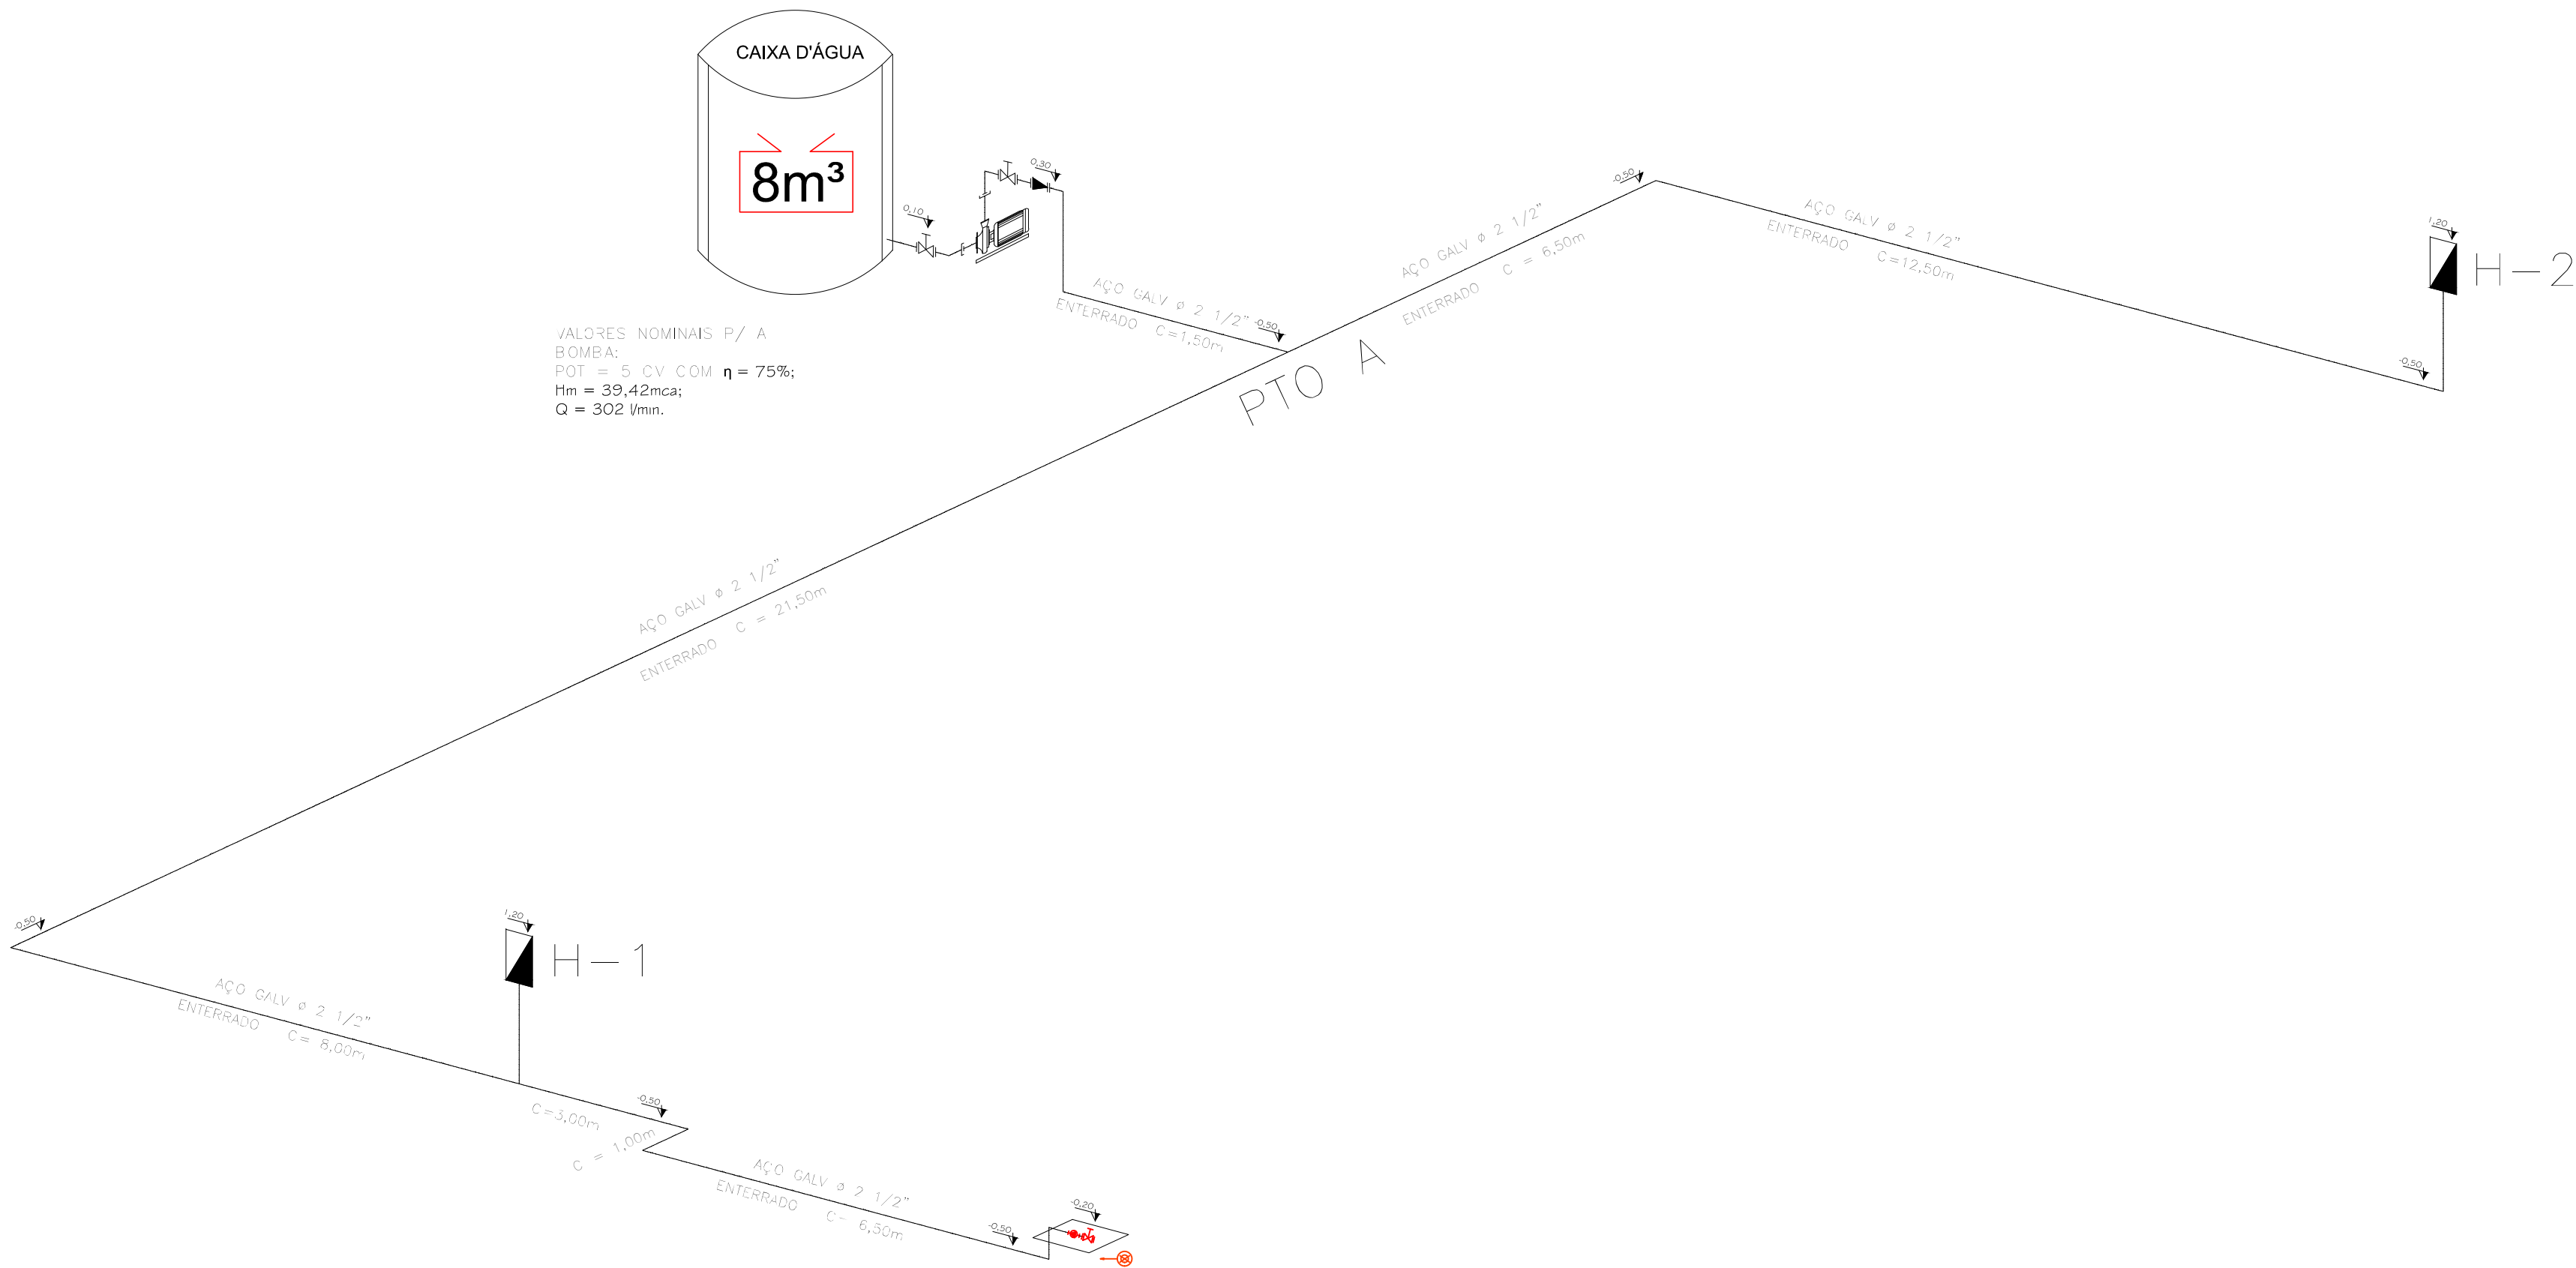 CAIXA D'ÁGUA
8m³
0,10
0,30
VALORES NOMINAIS P/ A
BOMBA:
POT = 5 CV COM η = 75%;
Hm = 39,42mca;
Q = 302 l/min.
AÇO GALV ø 2 1/2"
ENTERRADO C=1,50m
-0,50
PTO A
AÇO GALV ø 2 1/2"
ENTERRADO C = 6,50m
-0,50
AÇO GALV ø 2 1/2"
ENTERRADO C=12,50m
1,20
H-2
-0,50
AÇO GALV ø 2 1/2"
ENTERRADO C = 21,50m
-0,50
1,20
H-1
AÇO GALV ø 2 1/2"
ENTERRADO C= 8,00m
-0,50
C=3,00m
C = 1,00m
AÇO GALV ø 2 1/2"
ENTERRADO C= 6,50m
-0,50
-0,20